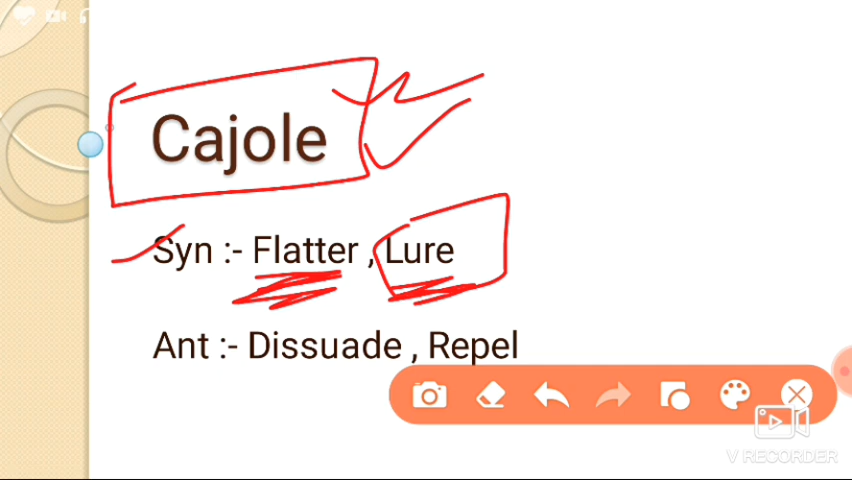 Cajole
Syn :- Flatter , Lure
Ant :- Dissuade , Repel
V RECORDER